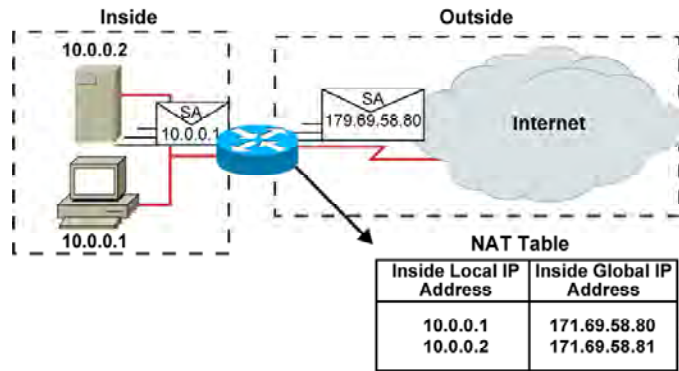 Inside
Outside
10.0.0.2
SA
10.0.0.1
SA
179.69.58.80
Internet
10.0.0.1
NAT Table
Inside Local IP Address
Inside Global IP Address
10.0.0.1
171.69.58.80
10.0.0.2
171.69.58.81